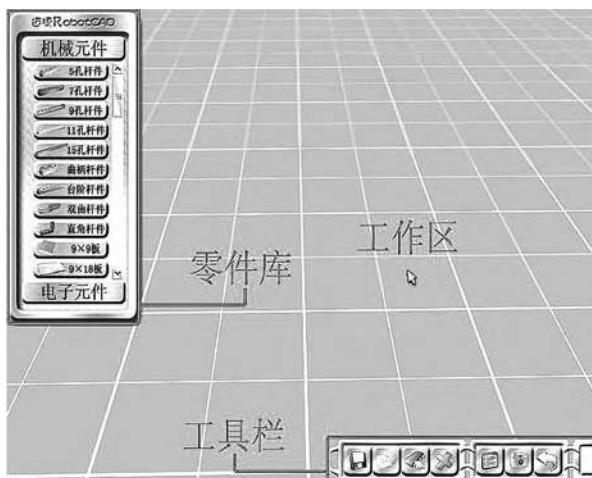 RobotCAD
机械元件
5孔杆件
7孔杆件
9孔杆件
11孔杆件
15孔杆件
曲柄杆件
台阶杆件
双曲杆件
直角杆件
9×9板
9×18板
电子元件
零件库
工作区
工具栏